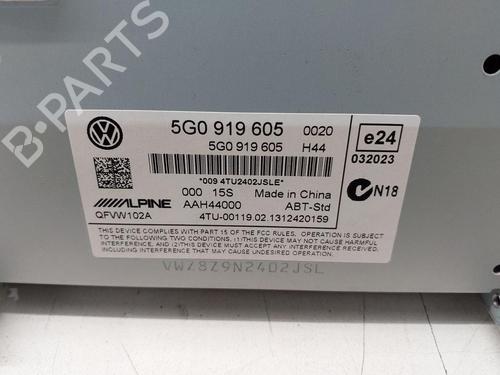 B-PARTS
5G0 919 605 0020
5G0 919 605 H44
*009 4TU2402JSLE*
000 15S Made in China
ALPINE AAH44000 ABT-Std
QFVW102A 4TU-00119.02.1312420159
e24
032023
N18
THIS DEVICE COMPLIES WITH PART 15 OF THE FCC RULES. OPERATION IS SUBJECT TO
THE FOLLOWING TWO CONDITIONS, (1)THIS DEVICE MAY NOT CAUSE HARMFUL
INTERFERENCE, AND (2) THIS DEVICE MUST ACCEPT ANY INTERFERENCE RECEIVED,
INCLUDING INTERFERENCE THAT MAY CAUSE UNDESIRED OPERATION.
VWZ8Z9N2402JSL